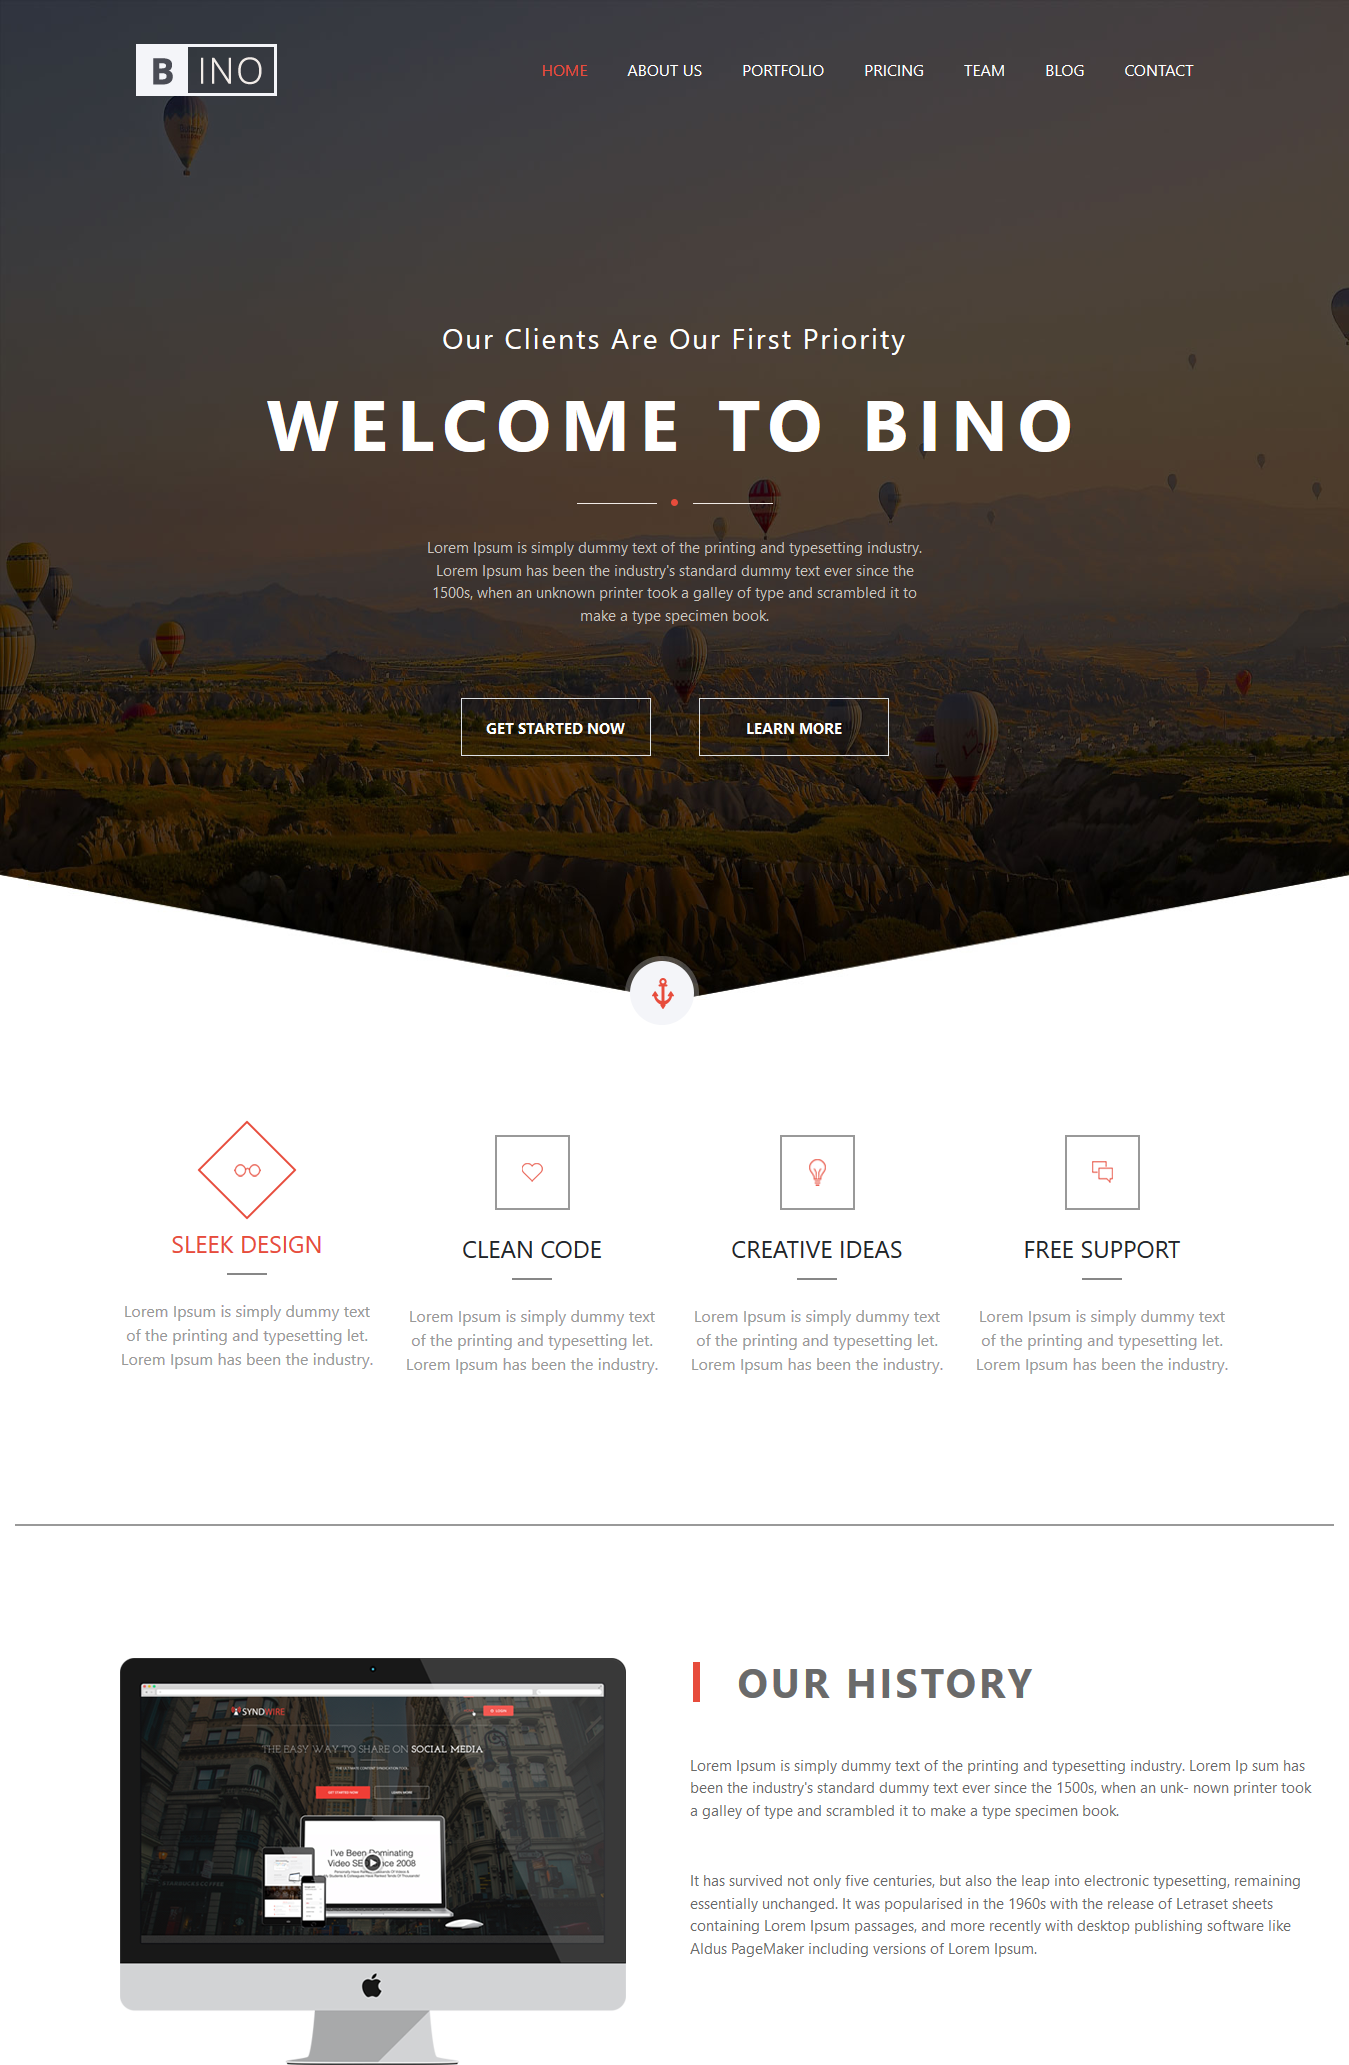 B INO
HOME ABOUT US PORTFOLIO PRICING TEAM BLOG CONTACT
Our Clients Are Our First Priority
WELCOME TO BINO
Lorem Ipsum is simply dummy text of the printing and typesetting industry.
Lorem Ipsum has been the industry's standard dummy text ever since the
1500s, when an unknown printer took a galley of type and scrambled it to
make a type specimen book.
GET STARTED NOW
LEARN MORE
SLEEK DESIGN
Lorem Ipsum is simply dummy text
of the printing and typesetting let.
Lorem Ipsum has been the industry.
CLEAN CODE
Lorem Ipsum is simply dummy text
of the printing and typesetting let.
Lorem Ipsum has been the industry.
CREATIVE IDEAS
Lorem Ipsum is simply dummy text
of the printing and typesetting let.
Lorem Ipsum has been the industry.
FREE SUPPORT
Lorem Ipsum is simply dummy text
of the printing and typesetting let.
Lorem Ipsum has been the industry.
SYNDWIRE
THE EASY WAY TO SHARE ON SOCIAL MEDIA
THE ULTIMATE CONTENT SYNDICATION TOOL
GET STARTED NOW
LEARN MORE
I've Been Dominating
Video SE ice 2008
OUR HISTORY
Lorem Ipsum is simply dummy text of the printing and typesetting industry. Lorem Ip sum has
been the industry's standard dummy text ever since the 1500s, when an unk- nown printer took
a galley of type and scrambled it to make a type specimen book.
It has survived not only five centuries, but also the leap into electronic typesetting, remaining
essentially unchanged. It was popularised in the 1960s with the release of Letraset sheets
containing Lorem Ipsum passages, and more recently with desktop publishing software like
Aldus PageMaker including versions of Lorem Ipsum.